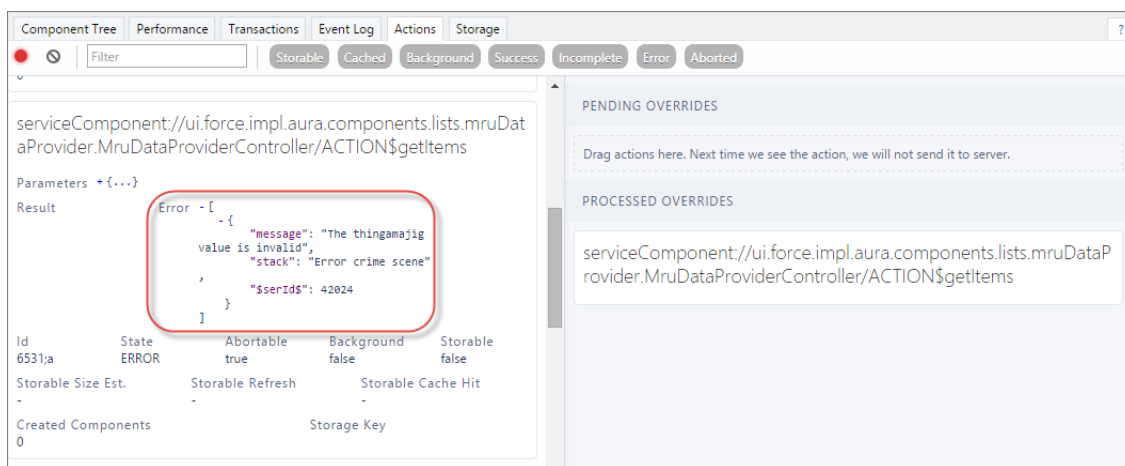 Component Tree Performance Transactions Event Log Actions Storage ?
Filter Storable Cached Background Success Incomplete Error Aborted
serviceComponent://ui.force.impl.aura.components.lists.mruDat
aProvider.MruDataProviderController/ACTION$getItems
Parameters +{...}
Result Error -[
-{
"message": "The thingamajig
value is invalid",
"stack": "Error crime scene"
,
"$serId$": 42024
}
]
Id State Abortable Background Storable
6531;a ERROR true false false
Storable Size Est. Storable Refresh Storable Cache Hit
- - -
Created Components Storage Key
0
PENDING OVERRIDES
Drag actions here. Next time we see the action, we will not send it to server.
PROCESSED OVERRIDES
serviceComponent://ui.force.impl.aura.components.lists.mruDataP
rovider.MruDataProviderController/ACTION$getItems